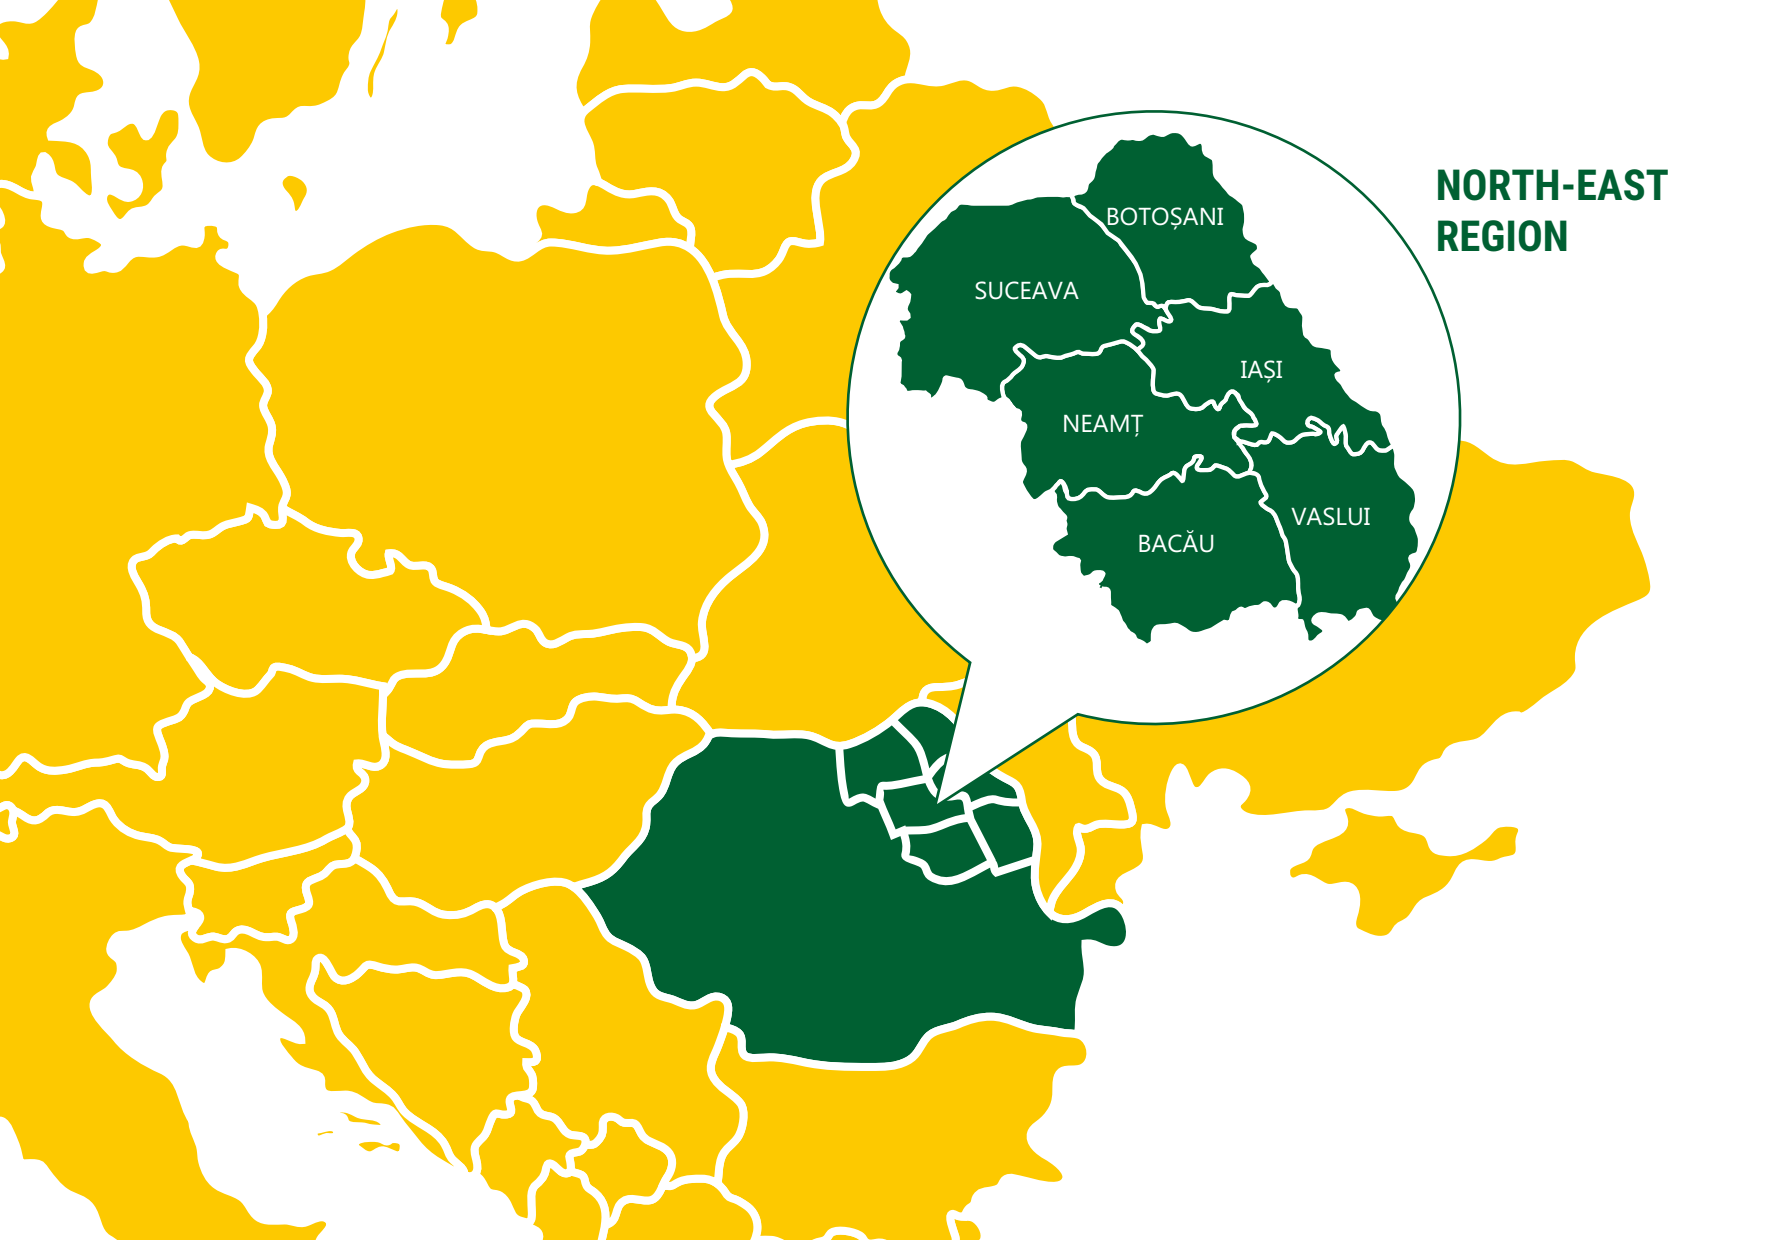 NORTH-EAST
REGION
BOTOȘANI
SUCEAVA
IAȘI
NEAMȚ
VASLUI
BACĂU